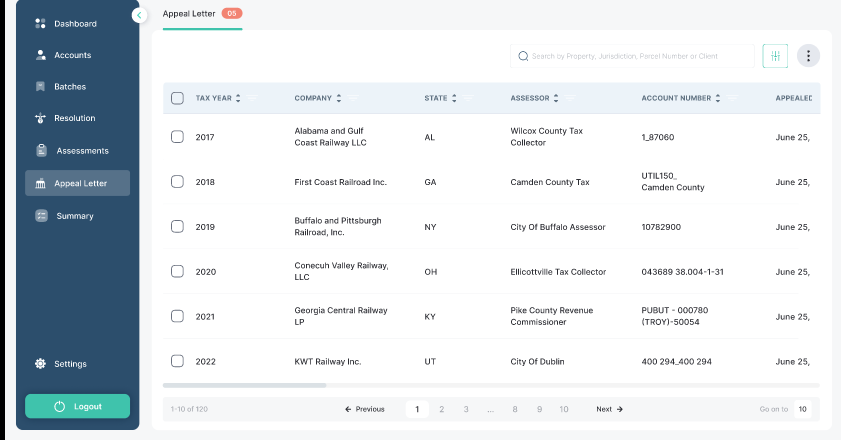 Dashboard
Accounts
Batches
Resolution
Assessments
Appeal Letter
Summary
Settings
Logout
Appeal Letter 05
Search by Property, Jurisdiction, Parcel Number or Client
TAX YEAR COMPANY STATE ASSESSOR ACCOUNT NUMBER APPEALED
2017 Alabama and Gulf Coast Railway LLC AL Wilcox County Tax Collector 1_87060 June 25,
2018 First Coast Railroad Inc. GA Camden County Tax UTIL150_ Camden County June 25,
2019 Buffalo and Pittsburgh Railroad, Inc. NY City Of Buffalo Assessor 10782900 June 25,
2020 Conecuh Valley Railway, LLC OH Ellicottville Tax Collector 043689 38.004-1-31 June 25,
2021 Georgia Central Railway LP KY Pike County Revenue Commissioner PUBUT - 000780 (TROY)-50054 June 25,
2022 KWT Railway Inc. UT City Of Dublin 400 294_400 294 June 25,
1-10 of 120 Previous 1 2 3 ... 8 9 10 Next Go on to 10